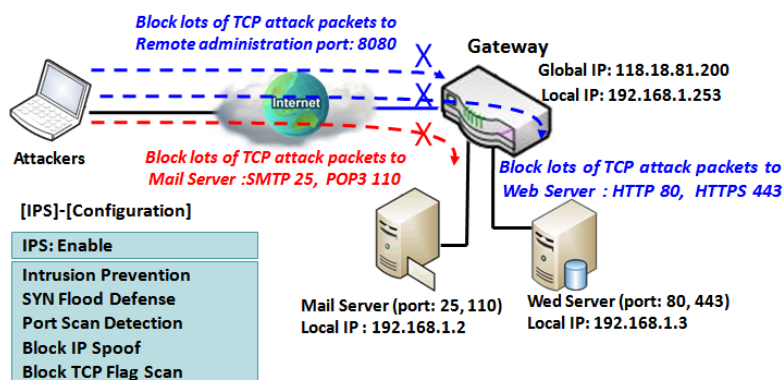 Block lots of TCP attack packets to
Remote administration port: 8080
Gateway
Global IP: 118.18.81.200
Local IP: 192.168.1.253
Internet
Attackers
Block lots of TCP attack packets to
Mail Server :SMTP 25, POP3 110
Block lots of TCP attack packets to
Web Server : HTTP 80, HTTPS 443
[IPS]-[Configuration]
IPS: Enable
Intrusion Prevention
SYN Flood Defense
Port Scan Detection
Block IP Spoof
Block TCP Flag Scan
Mail Server (port: 25, 110)
Local IP : 192.168.1.2
Wed Server (port: 80, 443)
Local IP: 192.168.1.3